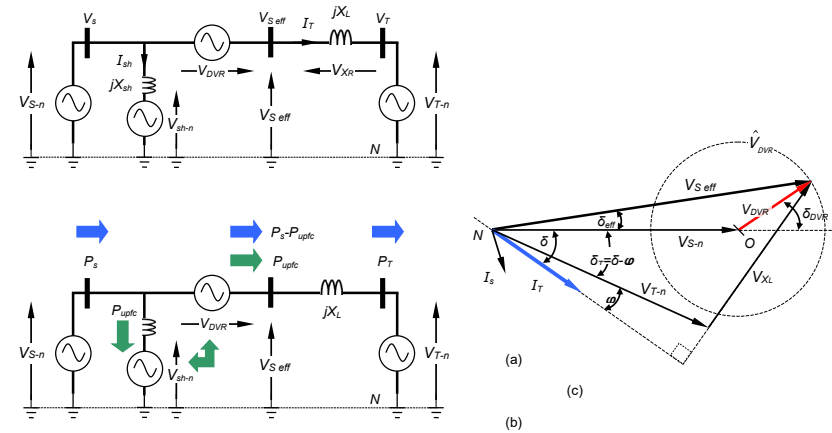 V_s V_S eff jX_L V_T
I_T
I_sh
jX_sh V_DVR V_XR
V_S-n V_sh-n V_S eff V_T-n
N
P_s-P_upfc
P_s P_upfc P_T
P_upfc
V_DVR jX_L
V_S-n V_sh-n V_S eff V_T-n
N
V̂_DVR
V_S eff
V_DVR δ_DVR
δ_eff
N V_S-n O
δ δ_T=δ-φ
I_s I_T V_T-n V_XL
φ
(a)
(c)
(b)